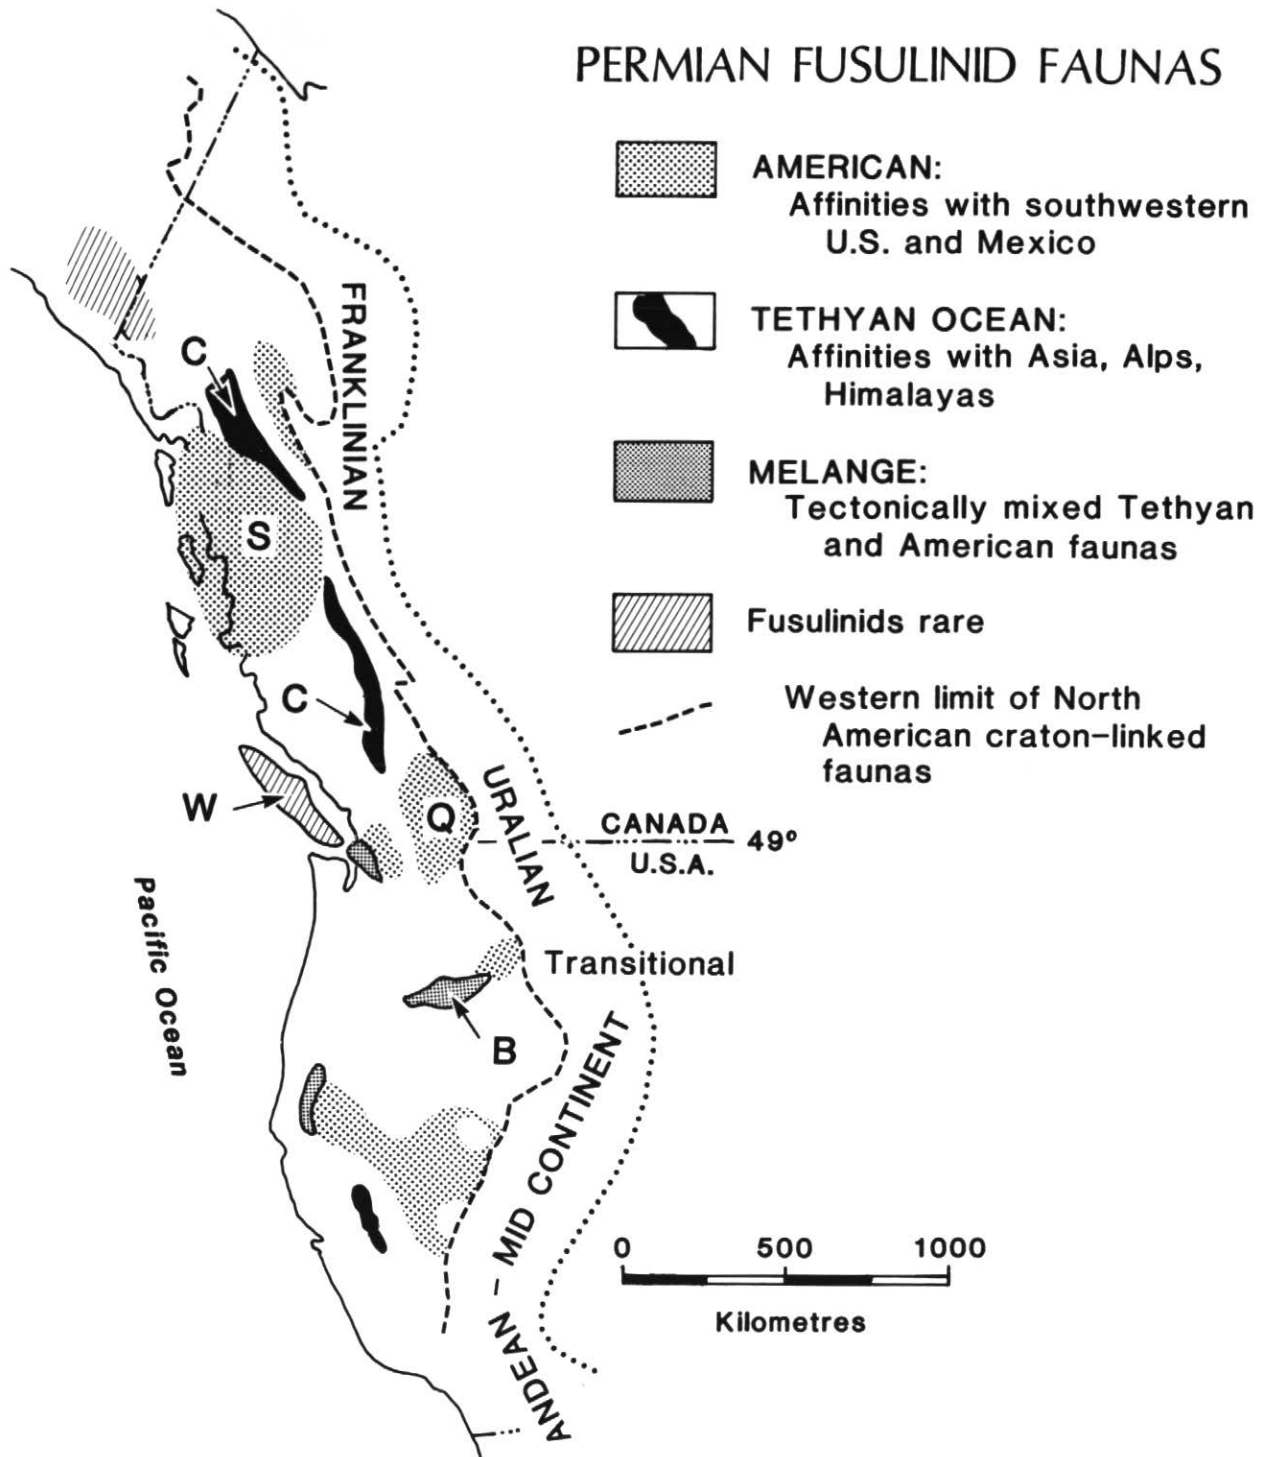 PERMIAN FUSULINID FAUNAS
AMERICAN:
Affinities with southwestern
U.S. and Mexico
TETHYAN OCEAN:
Affinities with Asia, Alps,
Himalayas
MELANGE:
Tectonically mixed Tethyan
and American faunas
Fusulinids rare
Western limit of North
American craton-linked
faunas
FRANKLINIAN
C
S
C
W
Q
URALIAN
CANADA
49°
U.S.A.
Pacific Ocean
Transitional
B
ANDEAN — MID CONTINENT
0 500 1000
Kilometres